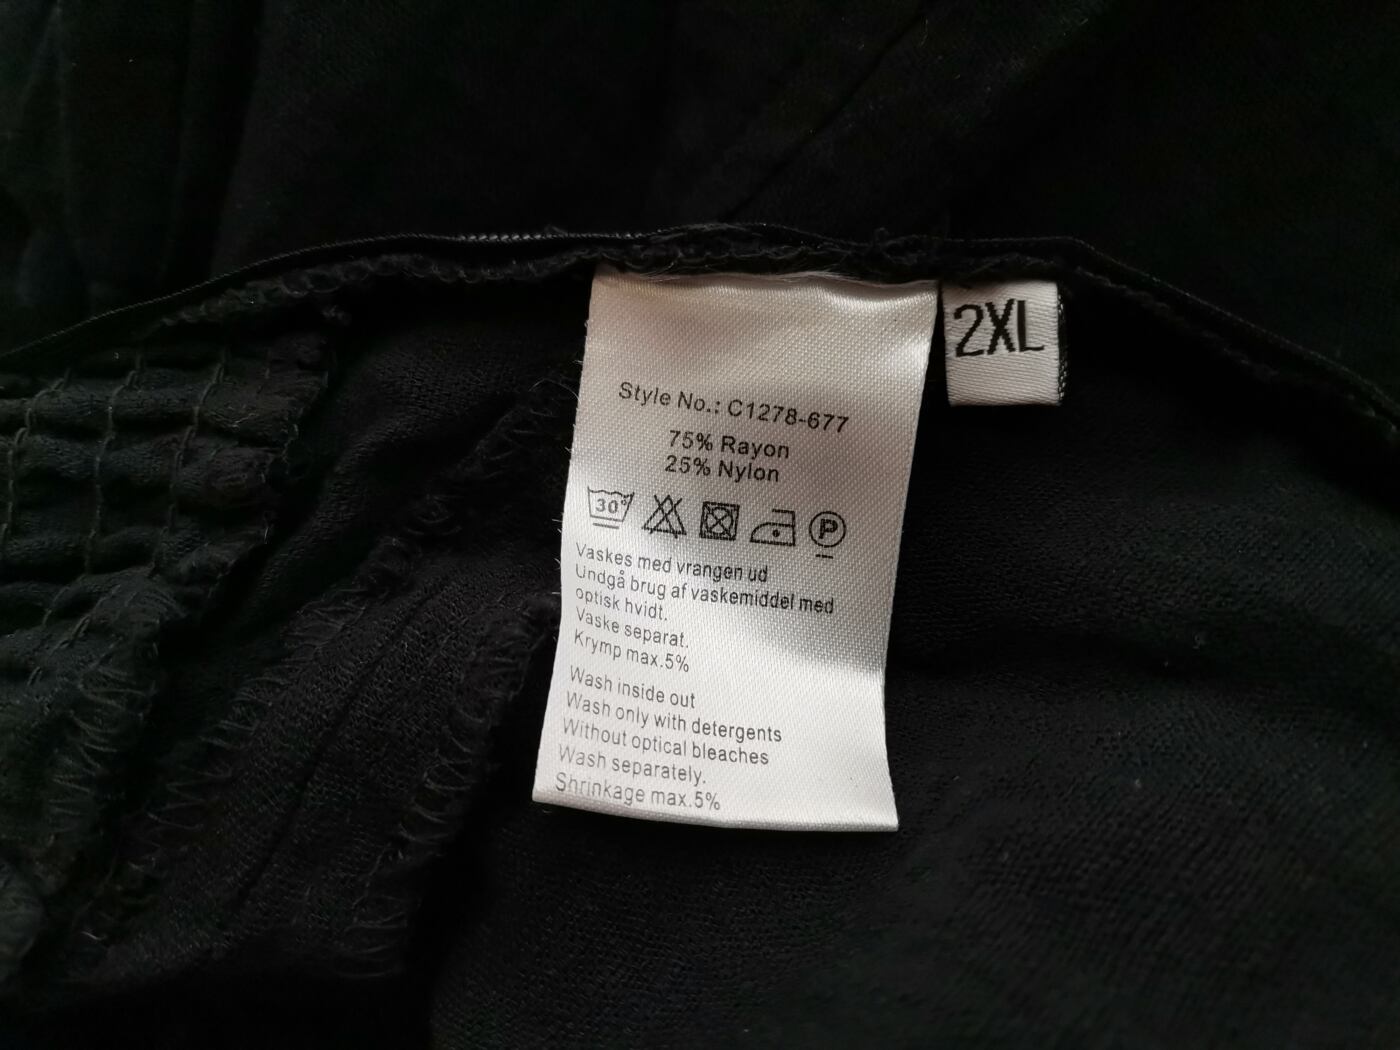 2XL
Style No.: C1278-677
75% Rayon
25% Nylon
30° P
Vaskes med vrangen ud
Undgå brug af vaskemiddel med
optisk hvidt.
Vaske separat.
Krymp max.5%
Wash inside out
Wash only with detergents
Without optical bleaches
Wash separately.
Shrinkage max.5%